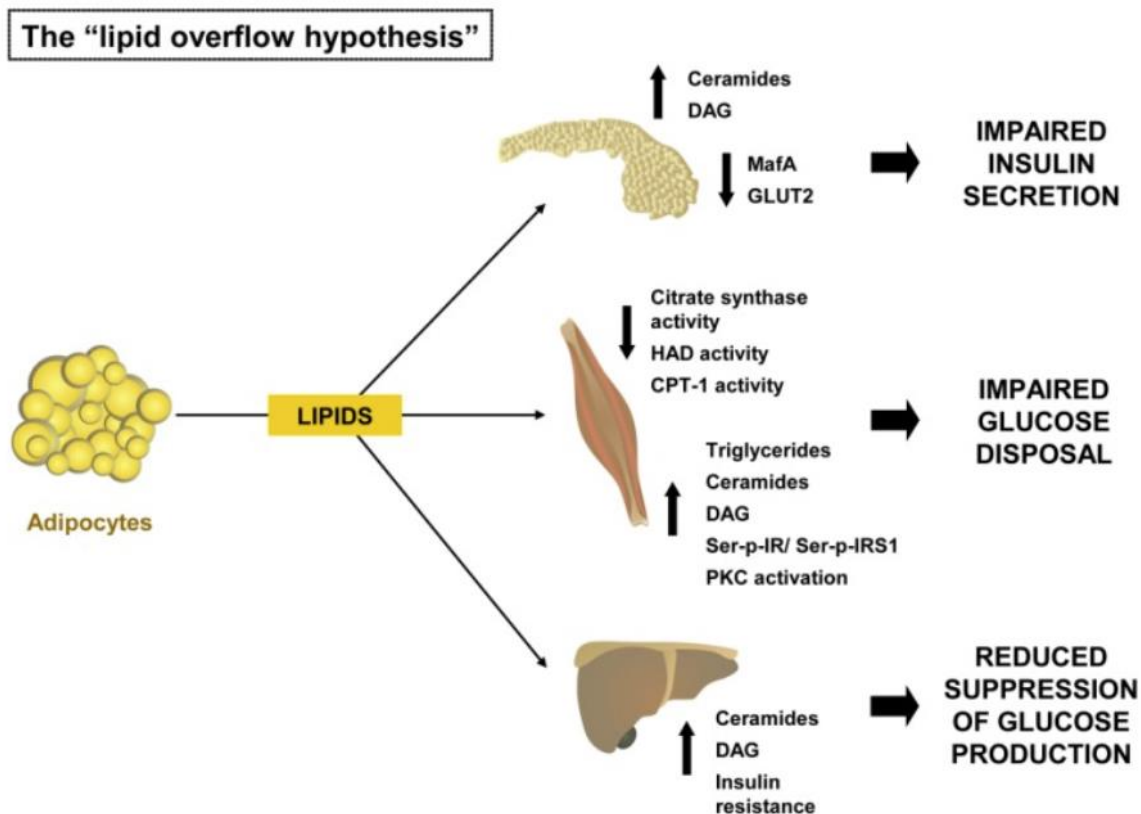 The “lipid overflow hypothesis”
Ceramides
DAG
MafA
GLUT2
IMPAIRED
INSULIN
SECRETION
Adipocytes
LIPIDS
Citrate synthase
activity
HAD activity
CPT-1 activity
Triglycerides
Ceramides
DAG
Ser-p-IR/ Ser-p-IRS1
PKC activation
IMPAIRED
GLUCOSE
DISPOSAL
Ceramides
DAG
Insulin
resistance
REDUCED
SUPPRESSION
OF GLUCOSE
PRODUCTION